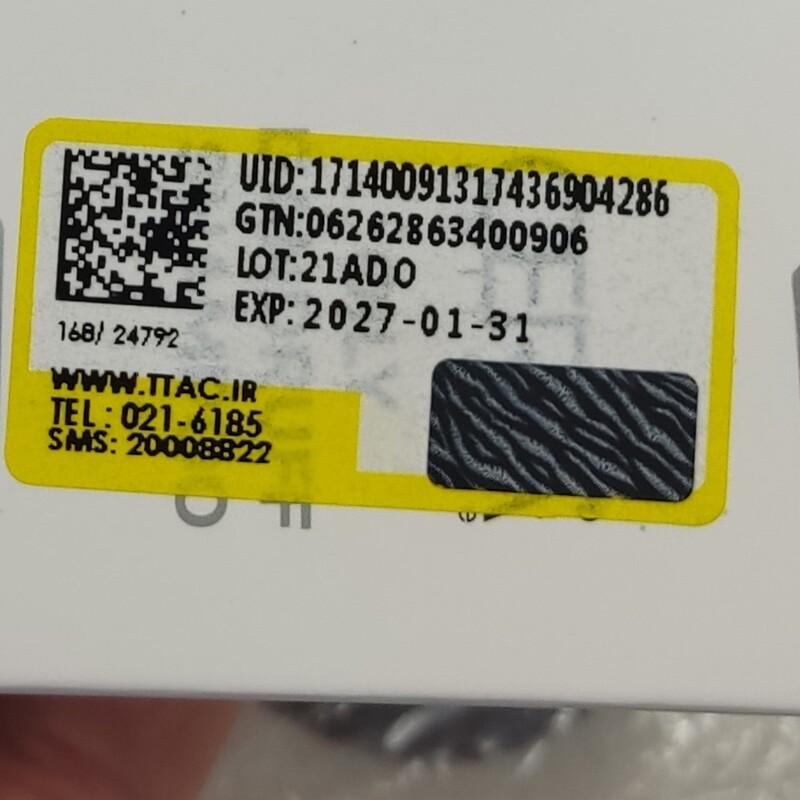 UID:17140091317436904286
GTN:06262863400906
LOT:21ADO
EXP:2027-01-31
168/ 24792
WWW.TTAC.IR
TEL: 021-6185
SMS: 20008822